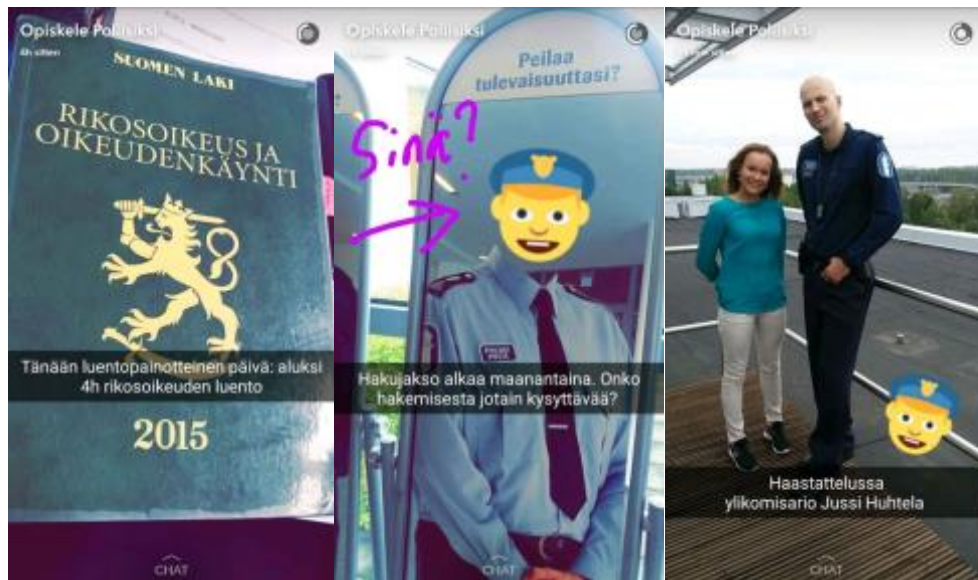 Opiskele Poliisiksi
4h sitten
SUOMEN LAKI
RIKOSOIKEUS JA
OIKEUDENKÄYNTI
Tänään luentopainotteinen päivä: aluksi
4h rikosoikeuden luento
2015
CHAT
Opiskele Poliisiksi
Peilaa
tulevaisuuttasi?
Sinä?
Hakujakso alkaa maanantaina. Onko
hakemisesta jotain kysyttävää?
CHAT
Opiskele Poliisiksi
Haastattelussa
ylikomisario Jussi Huhtela
CHAT